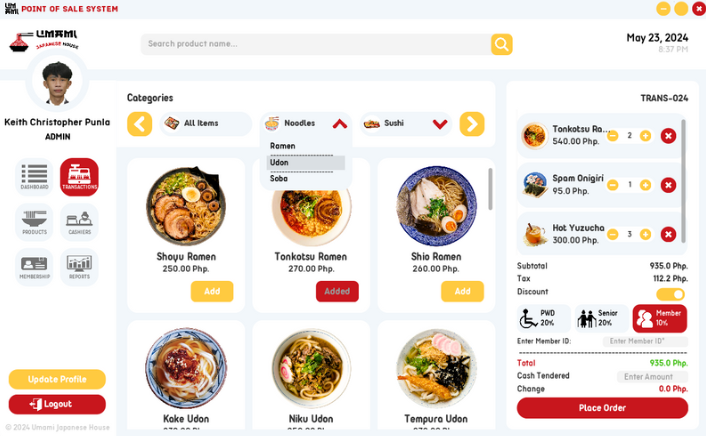 UMAMI POINT OF SALE SYSTEM
UMAMI
JAPANESE HOUSE
Search product name...
May 23, 2024
8:37 PM
Keith Christopher Punla
ADMIN
DASHBOARD
TRANSACTIONS
PRODUCTS
CASHIERS
MEMBERSHIP
REPORTS
Update Profile
Logout
© 2024 Umami Japanese House
Categories
All Items
Noodles
Sushi
Ramen
Udon
Soba
Shoyu Ramen
250.00 Php.
Add
Tonkotsu Ramen
270.00 Php.
Added
Shio Ramen
260.00 Php.
Add
Kake Udon
Niku Udon
Tempura Udon
TRANS-024
Tonkotsu Ra...
540.00 Php.
2
Spam Onigiri
95.0 Php.
1
Hot Yuzucha
300.00 Php.
3
Subtotal 935.0 Php.
Tax 112.2 Php.
Discount
PWD
20%
Senior
20%
Member
10%
Enter Member ID: Enter Member ID"
Total 935.0 Php.
Cash Tendered Enter Amount
Change 0.0 Php.
Place Order